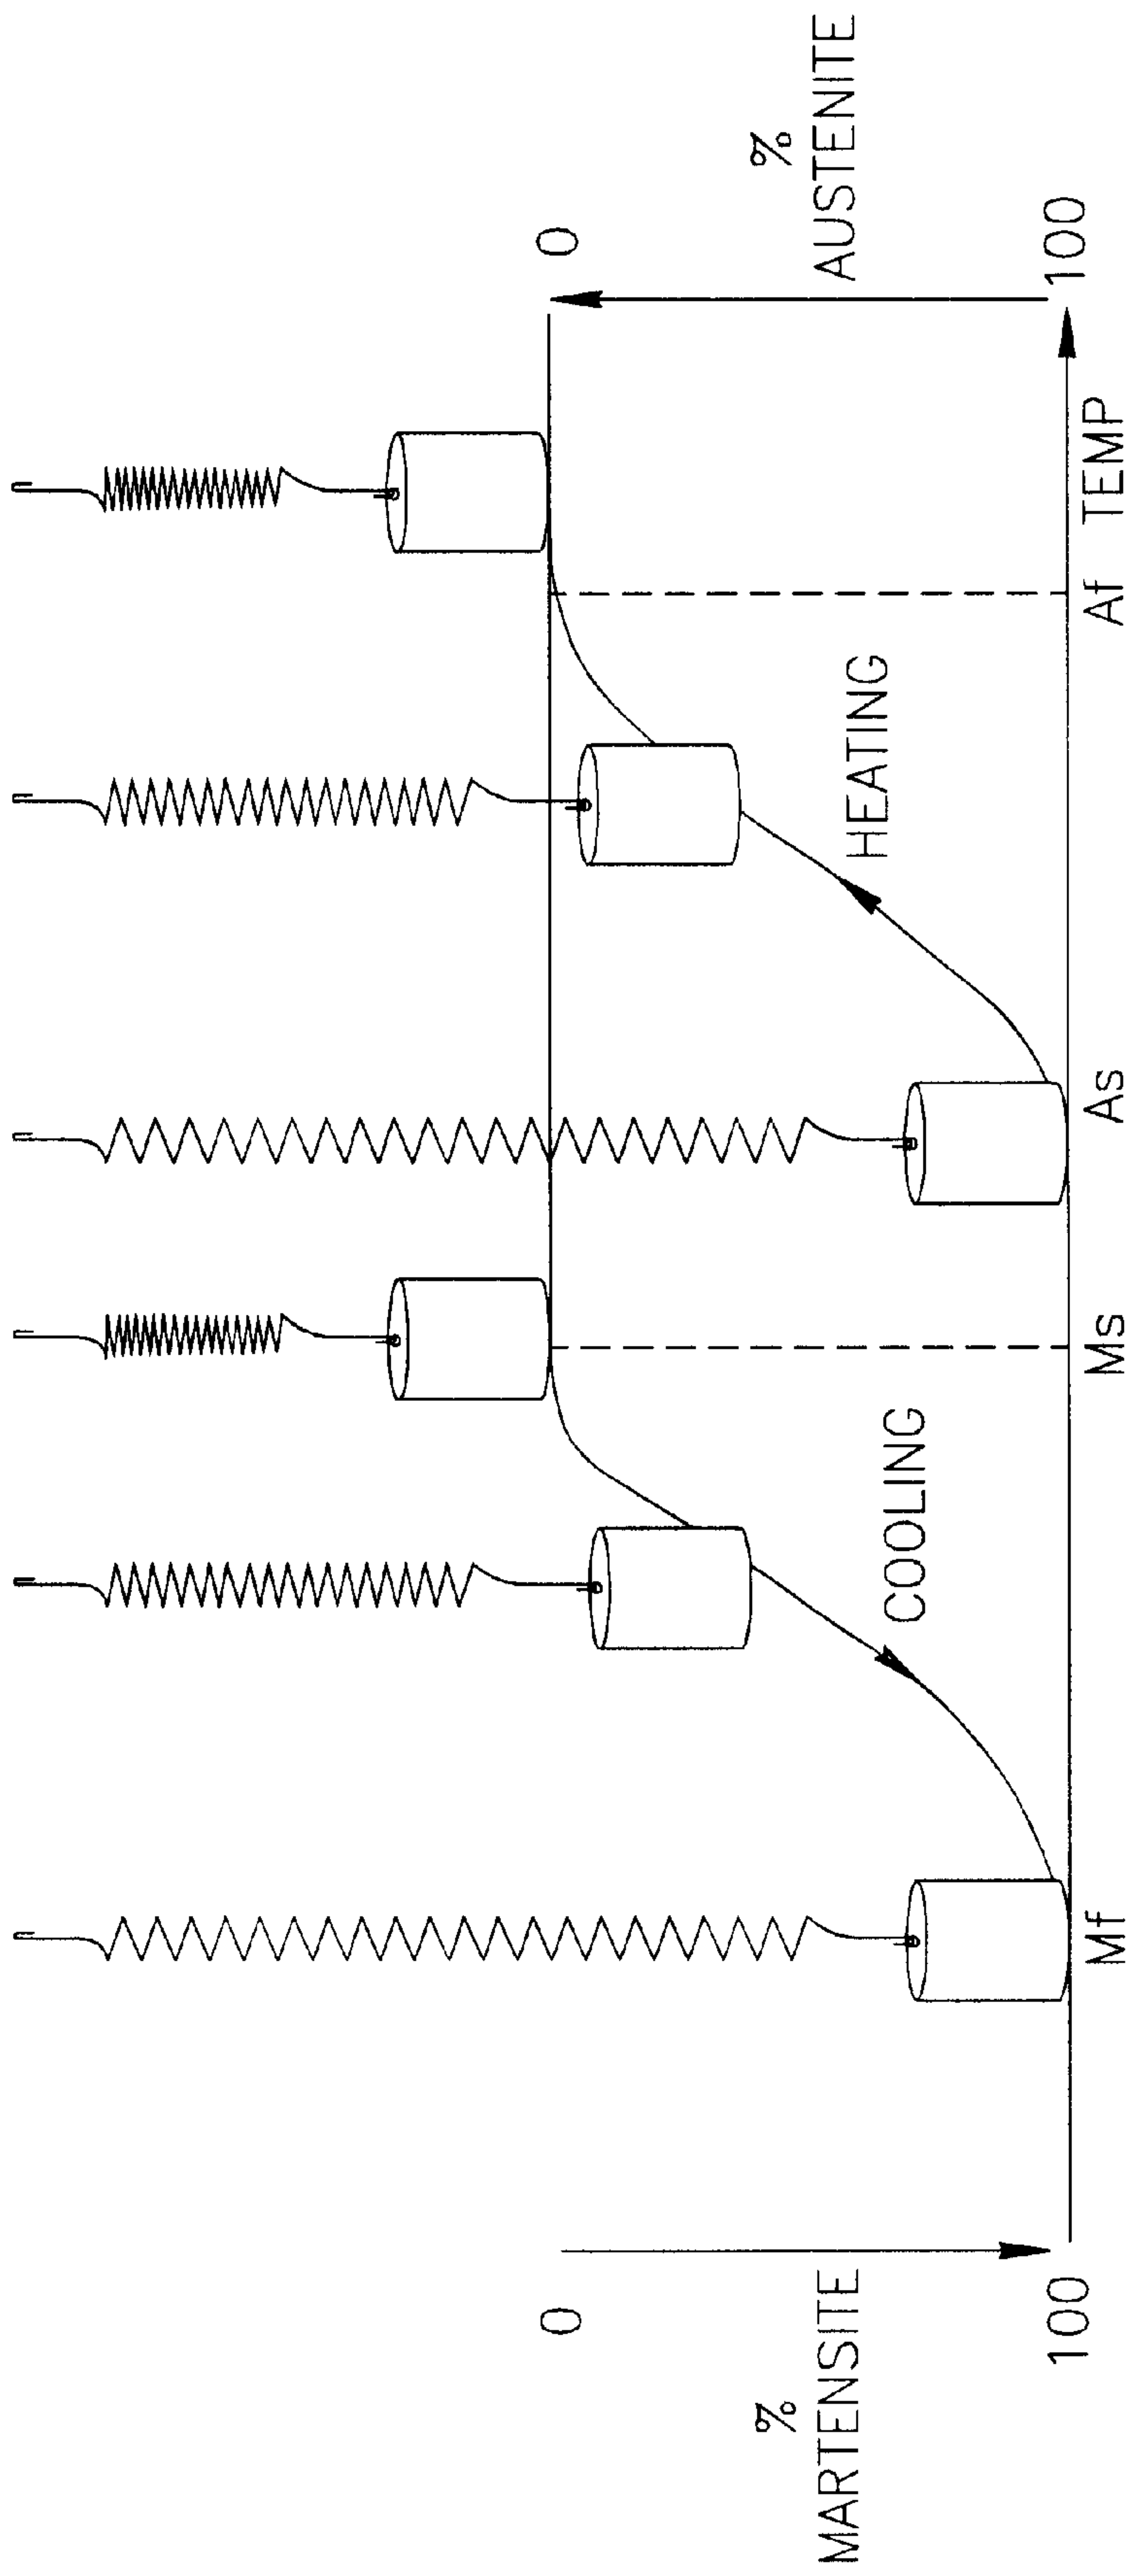 %
MARTENSITE
0
100
COOLING
HEATING
Mf
Ms
As
Af
TEMP
0
100
%
AUSTENITE